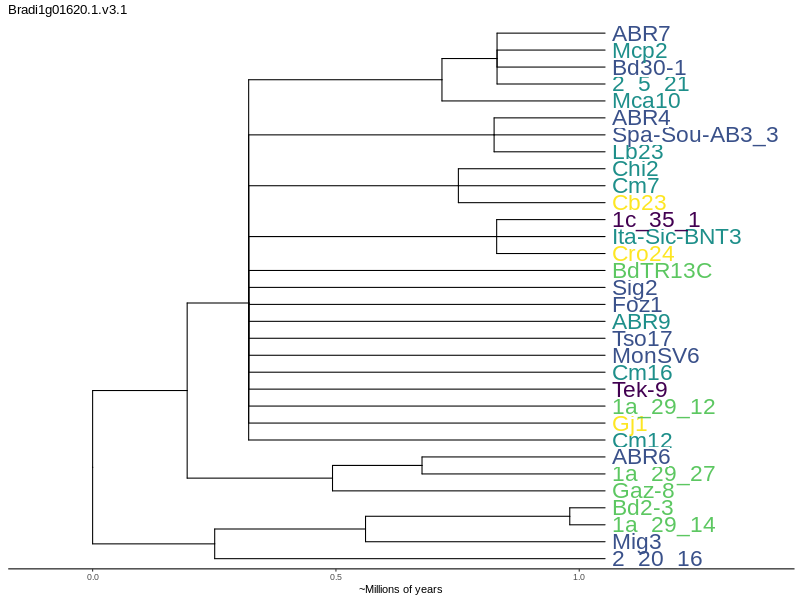 Bradi1g01620.1.v3.1
ABR7
Mcp2
Bd30-1
2_5_21
Mca10
ABR4
Spa-Sou-AB3_3
Lb23
Chi2
Cm7
Cb23
1c_35_1
Ita-Sic-BNT3
Cro24
BdTR13C
Sig2
Foz1
ABR9
Tso17
MonSV6
Cm16
Tek-9
1a_29_12
Gj1
Cm12
ABR6
1a_29_27
Gaz-8
Bd2-3
1a_29_14
Mig3
2_20_16
0.0 0.5 1.0
~Millions of years